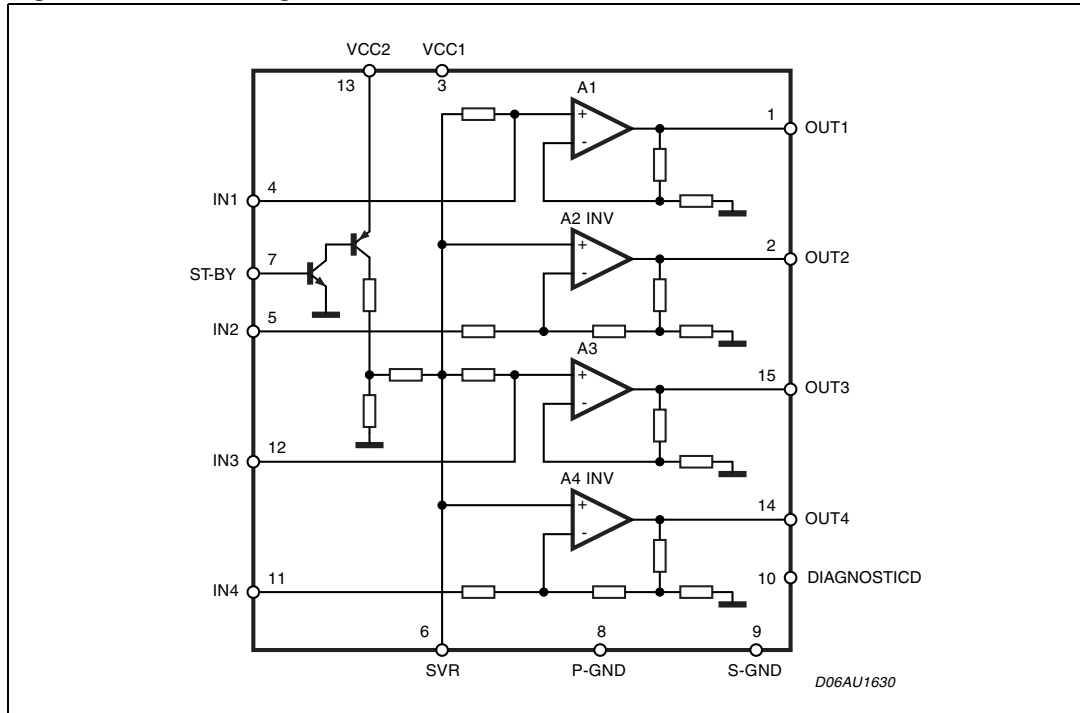 VCC2 VCC1
13 3
A1
1 OUT1
+
-
IN1 4
A2 INV
2 OUT2
+
-
ST-BY 7
IN2 5
A3
15 OUT3
+
-
IN3 12
A4 INV
14 OUT4
+
-
10 DIAGNOSTICD
IN4 11
6 8 9
SVR P-GND S-GND
D06AU1630